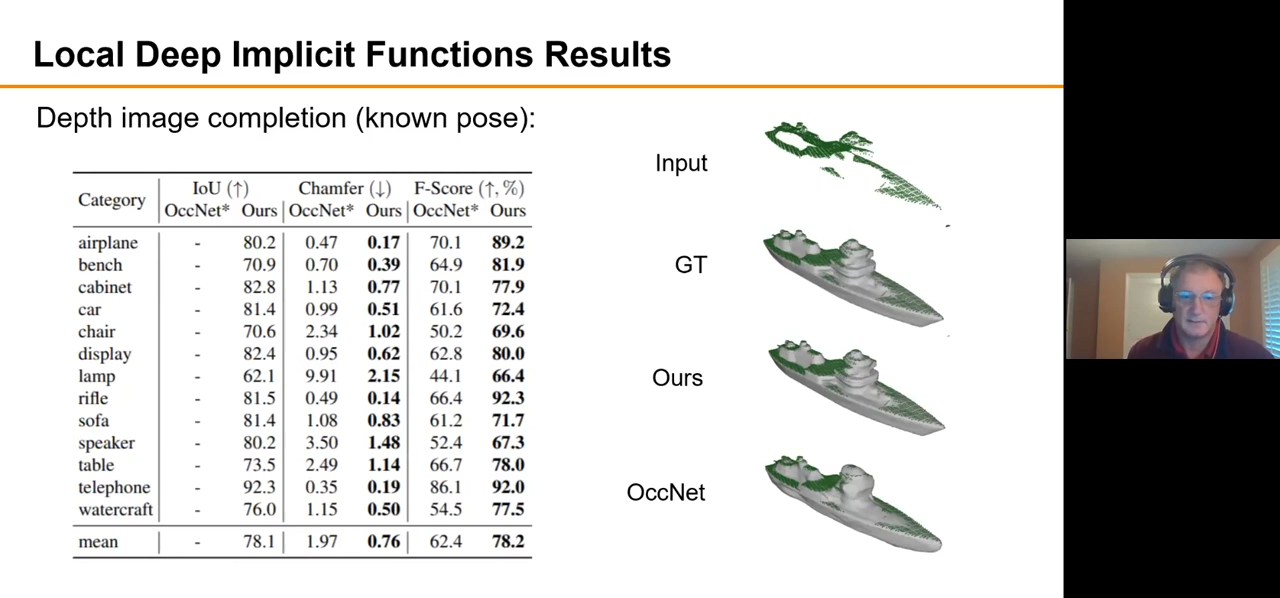 Local Deep Implicit Functions Results
Depth image completion (known pose):
Category IoU (↑) Chamfer (↓) F-Score (↑, %)
OccNet* Ours OccNet* Ours OccNet* Ours
airplane - 80.2 0.47 0.17 70.1 89.2
bench - 70.9 0.70 0.39 64.9 81.9
cabinet - 82.8 1.13 0.77 70.1 77.9
car - 81.4 0.99 0.51 61.6 72.4
chair - 70.6 2.34 1.02 50.2 69.6
display - 82.4 0.95 0.62 62.8 80.0
lamp - 62.1 9.91 2.15 44.1 66.4
rifle - 81.5 0.49 0.14 66.4 92.3
sofa - 81.4 1.08 0.83 61.2 71.7
speaker - 80.2 3.50 1.48 52.4 67.3
table - 73.5 2.49 1.14 66.7 78.0
telephone - 92.3 0.35 0.19 86.1 92.0
watercraft - 76.0 1.15 0.50 54.5 77.5
mean - 78.1 1.97 0.76 62.4 78.2
Input
GT
Ours
OccNet